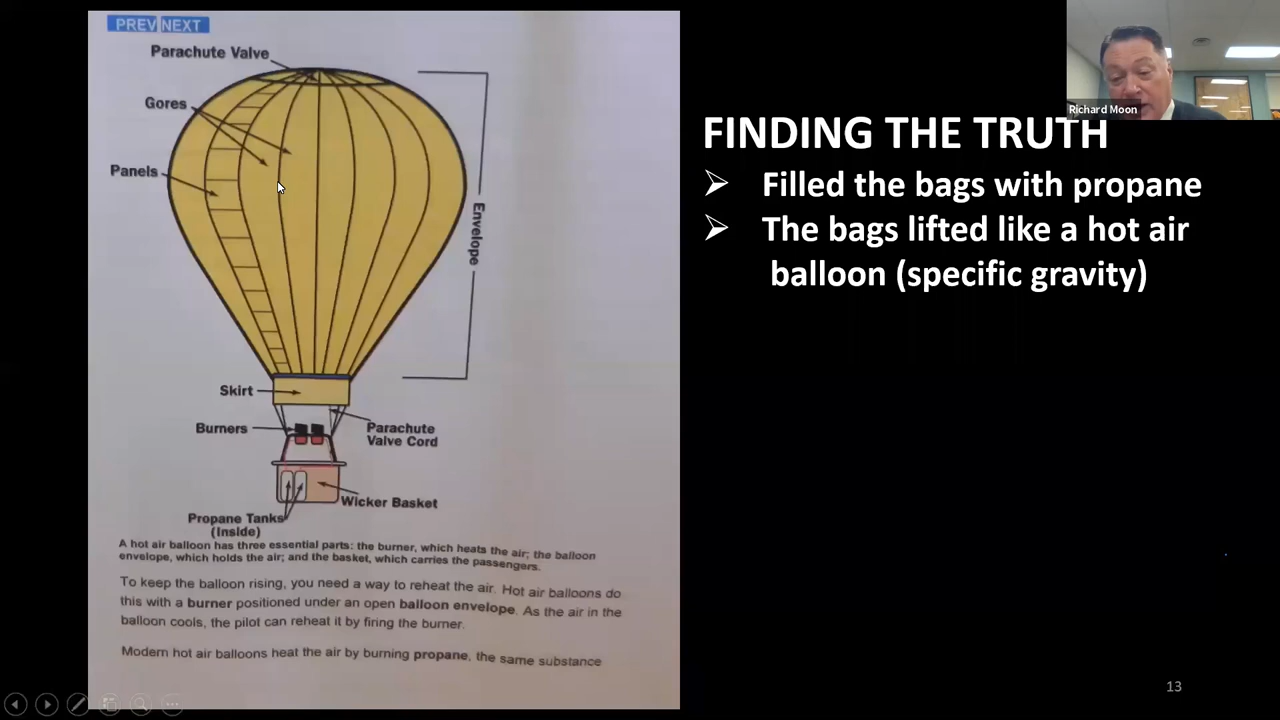 PREV NEXT
Parachute Valve
Gores
Panels
Envelope
Skirt
Burners
Parachute
Valve Cord
Wicker Basket
Propane Tanks
(Inside)
A hot air balloon has three essential parts: the burner, which heats the air; the balloon
envelope, which holds the air; and the basket, which carries the passengers.
To keep the balloon rising, you need a way to reheat the air. Hot air balloons do
this with a burner positioned under an open balloon envelope. As the air in the
balloon cools, the pilot can reheat it by firing the burner.
Modern hot air balloons heat the air by burning propane, the same substance
Richard Moon
FINDING THE TRUTH
Filled the bags with propane
The bags lifted like a hot air
balloon (specific gravity)
13